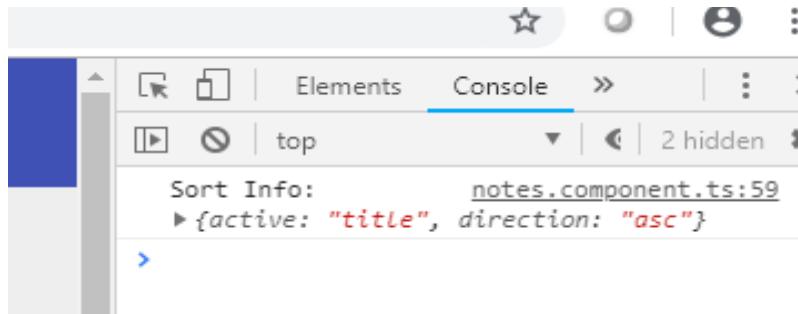 Elements Console »
top 2 hidden
Sort Info: notes.component.ts:59
{active: "title", direction: "asc"}